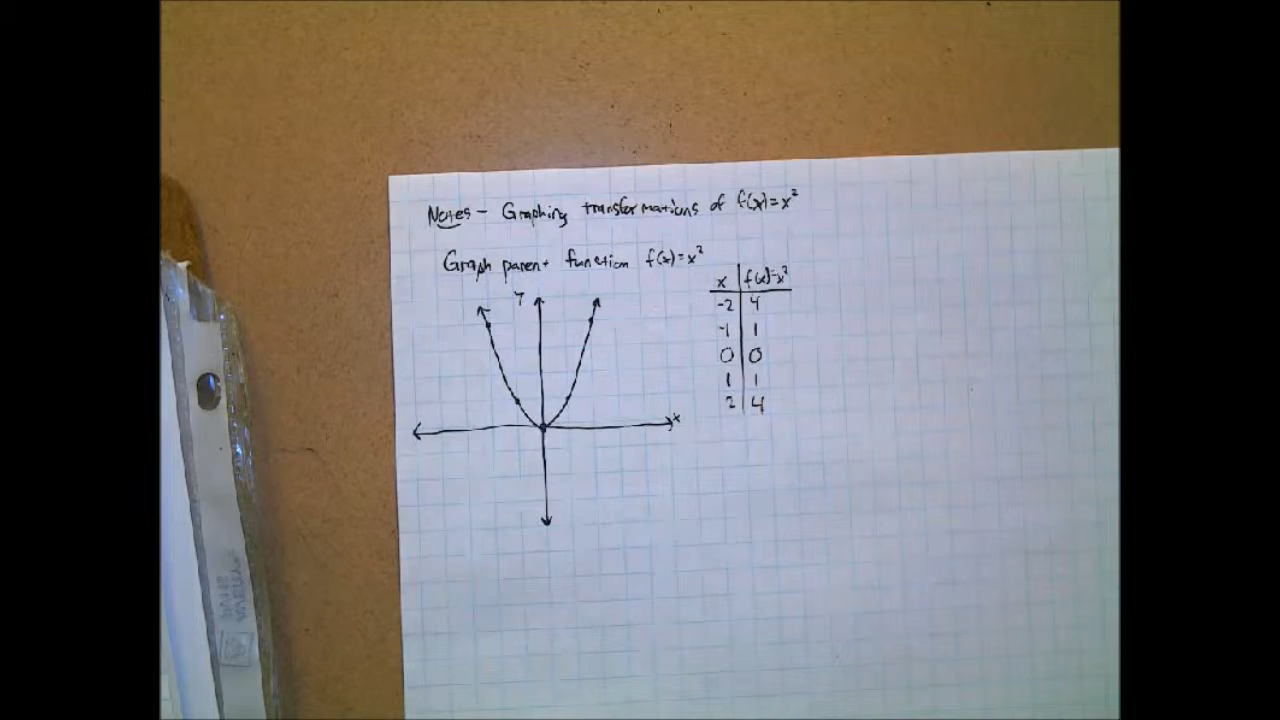 Notes – Graphing transformations of f(x)=x²
Graph parent function f(x)=x²
x f(x)=x²
-2 4
-1 1
0 0
1 1
2 4
y
x